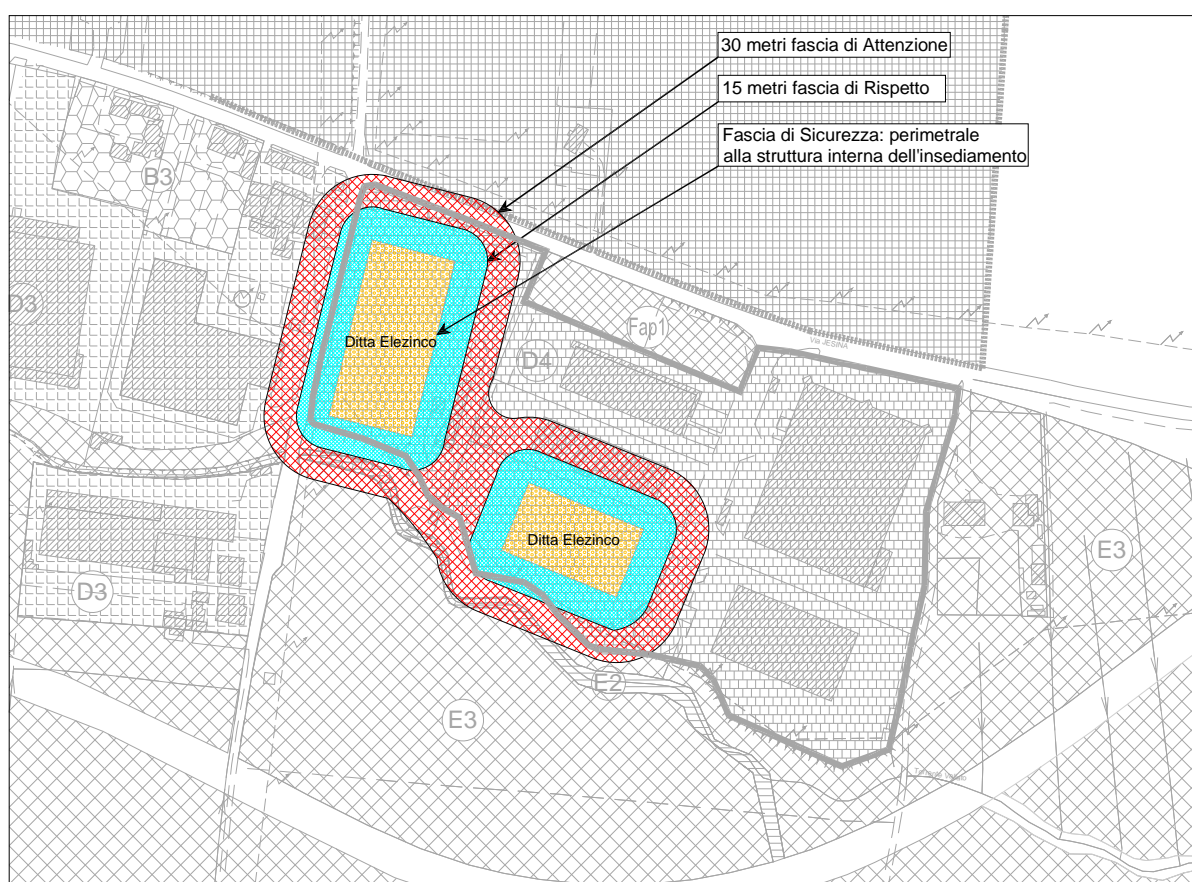 30 metri fascia di Attenzione
15 metri fascia di Rispetto
Fascia di Sicurezza: perimetrale
alla struttura interna dell'insediamento
B3
D3
Fap1
Via JESINA
Ditta Elezinco
D4
Ditta Elezinco
E3
D3
E2
E3